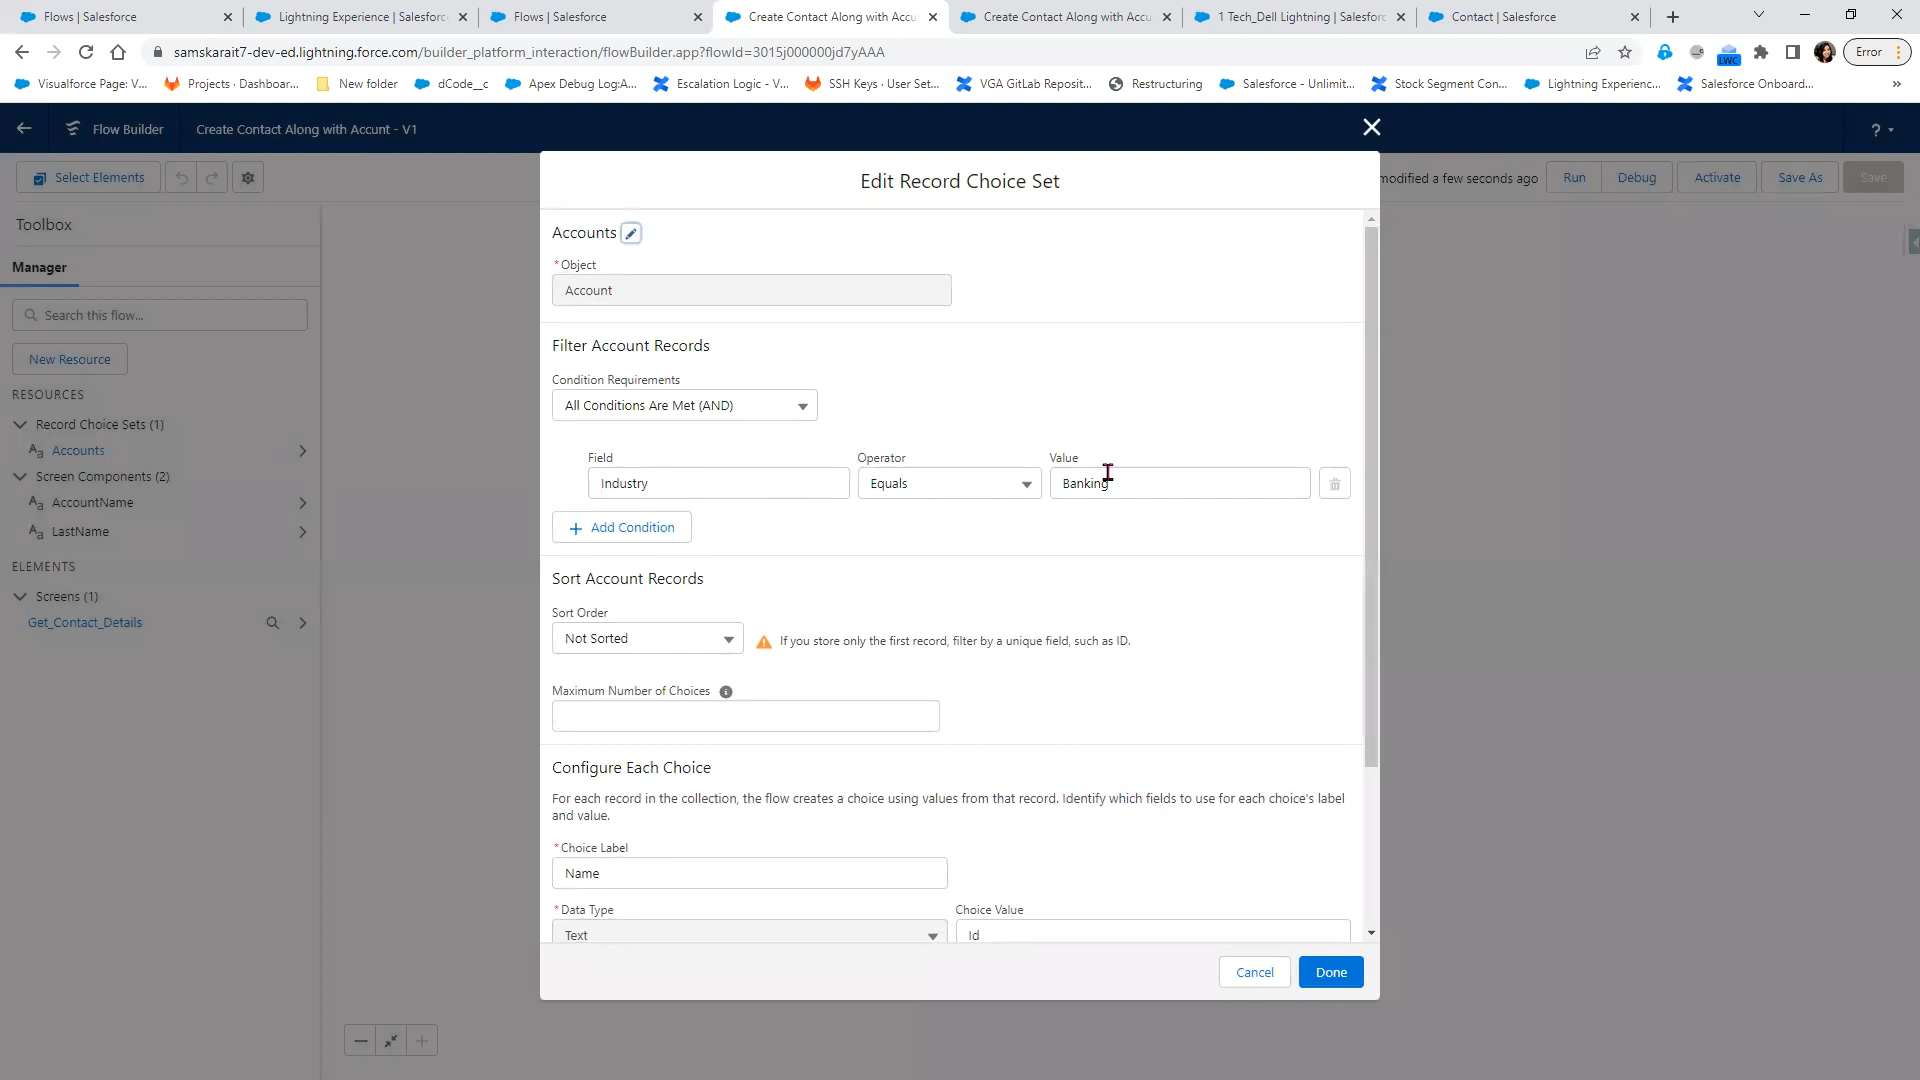 Flows | Salesforce
Lightning Experience | Salesforc
Flows | Salesforce
Create Contact Along with Accu
Create Contact Along with Accu
1 Tech_Dell Lightning | Salesforc
Contact | Salesforce
samskarait7-dev-ed.lightning.force.com/builder_platform_interaction/flowBuilder.app?flowId=3015j000000jd7yAAA
Error
Visualforce Page: V...
Projects · Dashboar...
New folder
dCode__c
Apex Debug Log:A...
Escalation Logic - V...
SSH Keys · User Set...
VGA GitLab Reposit...
Restructuring
Salesforce - Unlimit...
Stock Segment Con...
Lightning Experienc...
Salesforce Onboard...
»
LWC
Flow Builder
Create Contact Along with Accunt - V1
?
Select Elements
modified a few seconds ago
Run
Debug
Activate
Save As
Save
Toolbox
Manager
Search this flow...
New Resource
RESOURCES
Record Choice Sets (1)
Aa Accounts
Screen Components (2)
Aa AccountName
Aa LastName
ELEMENTS
Screens (1)
Get_Contact_Details
Edit Record Choice Set
Accounts
*Object
Account
Filter Account Records
Condition Requirements
All Conditions Are Met (AND)
Field
Operator
Value
Industry
Equals
Banking
+ Add Condition
Sort Account Records
Sort Order
Not Sorted
If you store only the first record, filter by a unique field, such as ID.
Maximum Number of Choices
Configure Each Choice
For each record in the collection, the flow creates a choice using values from that record. Identify which fields to use for each choice's label
and value.
*Choice Label
Name
*Data Type
Choice Value
Text
Id
Cancel
Done